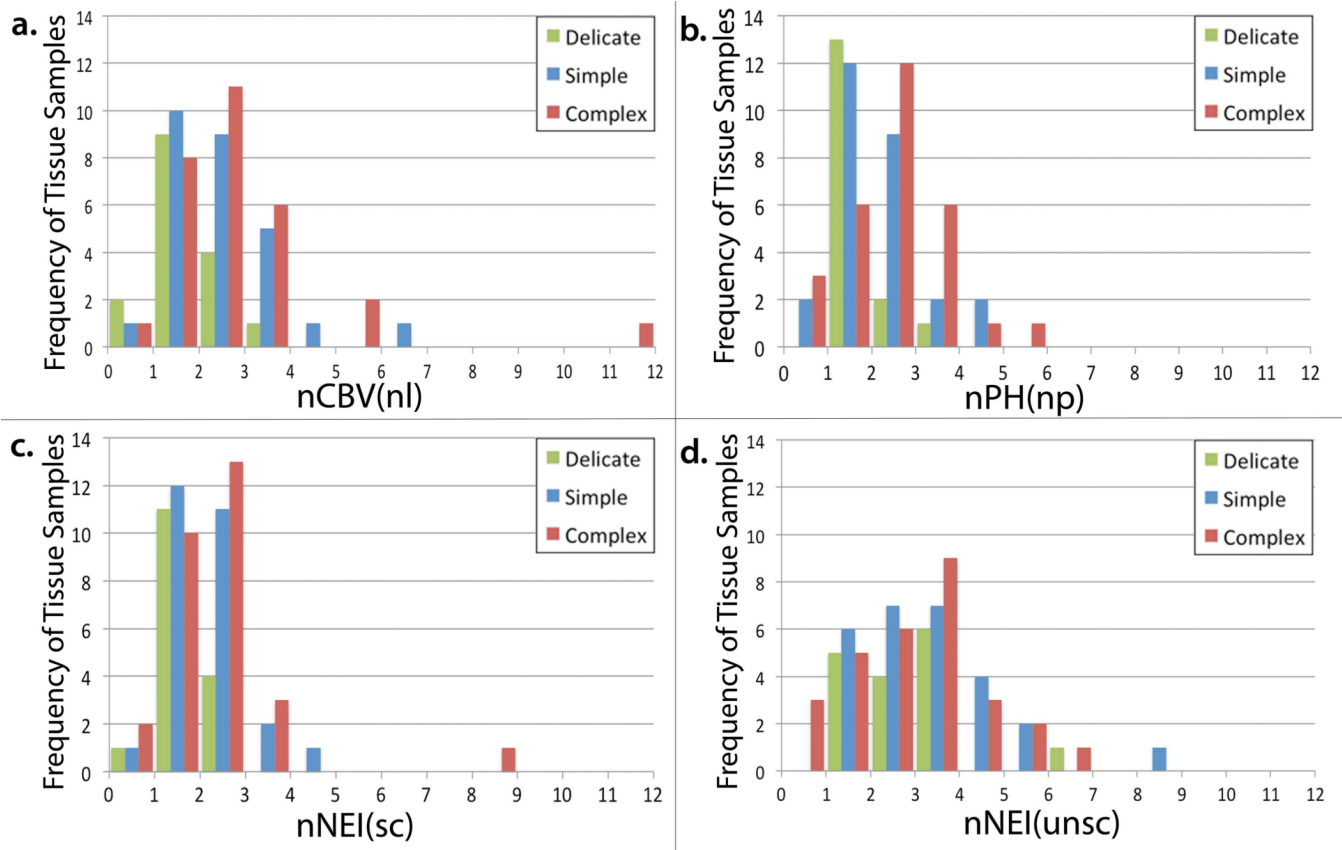 a.
Frequency of Tissue Samples
14
12
10
8
6
4
2
0
0 1 2 3 4 5 6 7 8 9 10 11 12
nCBV(nl)
Delicate
Simple
Complex
b.
Frequency of Tissue Samples
14
12
10
8
6
4
2
0
0 1 2 3 4 5 6 7 8 9 10 11 12
nPH(np)
Delicate
Simple
Complex
c.
Frequency of Tissue Samples
14
12
10
8
6
4
2
0
0 1 2 3 4 5 6 7 8 9 10 11 12
nNEI(sc)
Delicate
Simple
Complex
d.
Frequency of Tissue Samples
14
12
10
8
6
4
2
0
0 1 2 3 4 5 6 7 8 9 10 11 12
nNEI(unsc)
Delicate
Simple
Complex